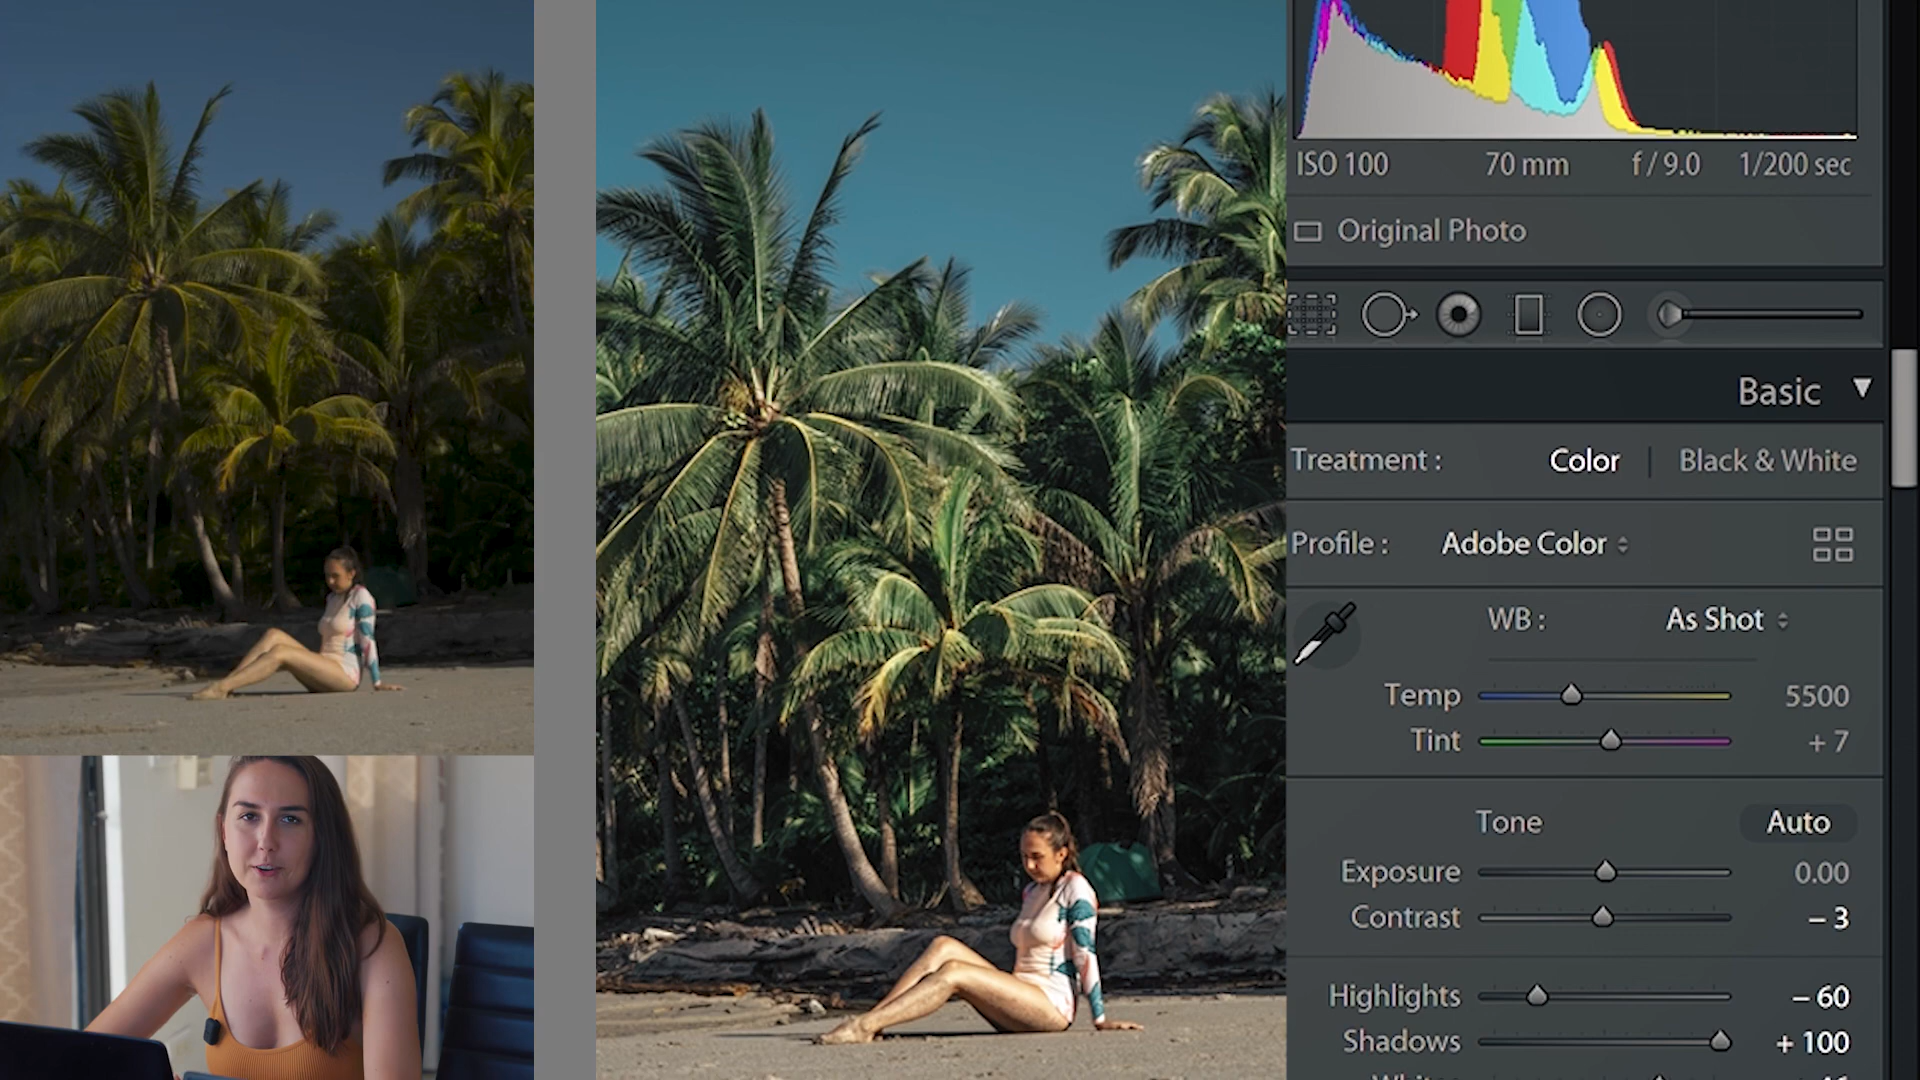 ISO 100 70 mm f / 9.0 1/200 sec
Original Photo
Basic
Treatment : Color Black & White
Profile : Adobe Color
WB : As Shot
Temp 5500
Tint + 7
Tone Auto
Exposure 0.00
Contrast – 3
Highlights – 60
Shadows + 100